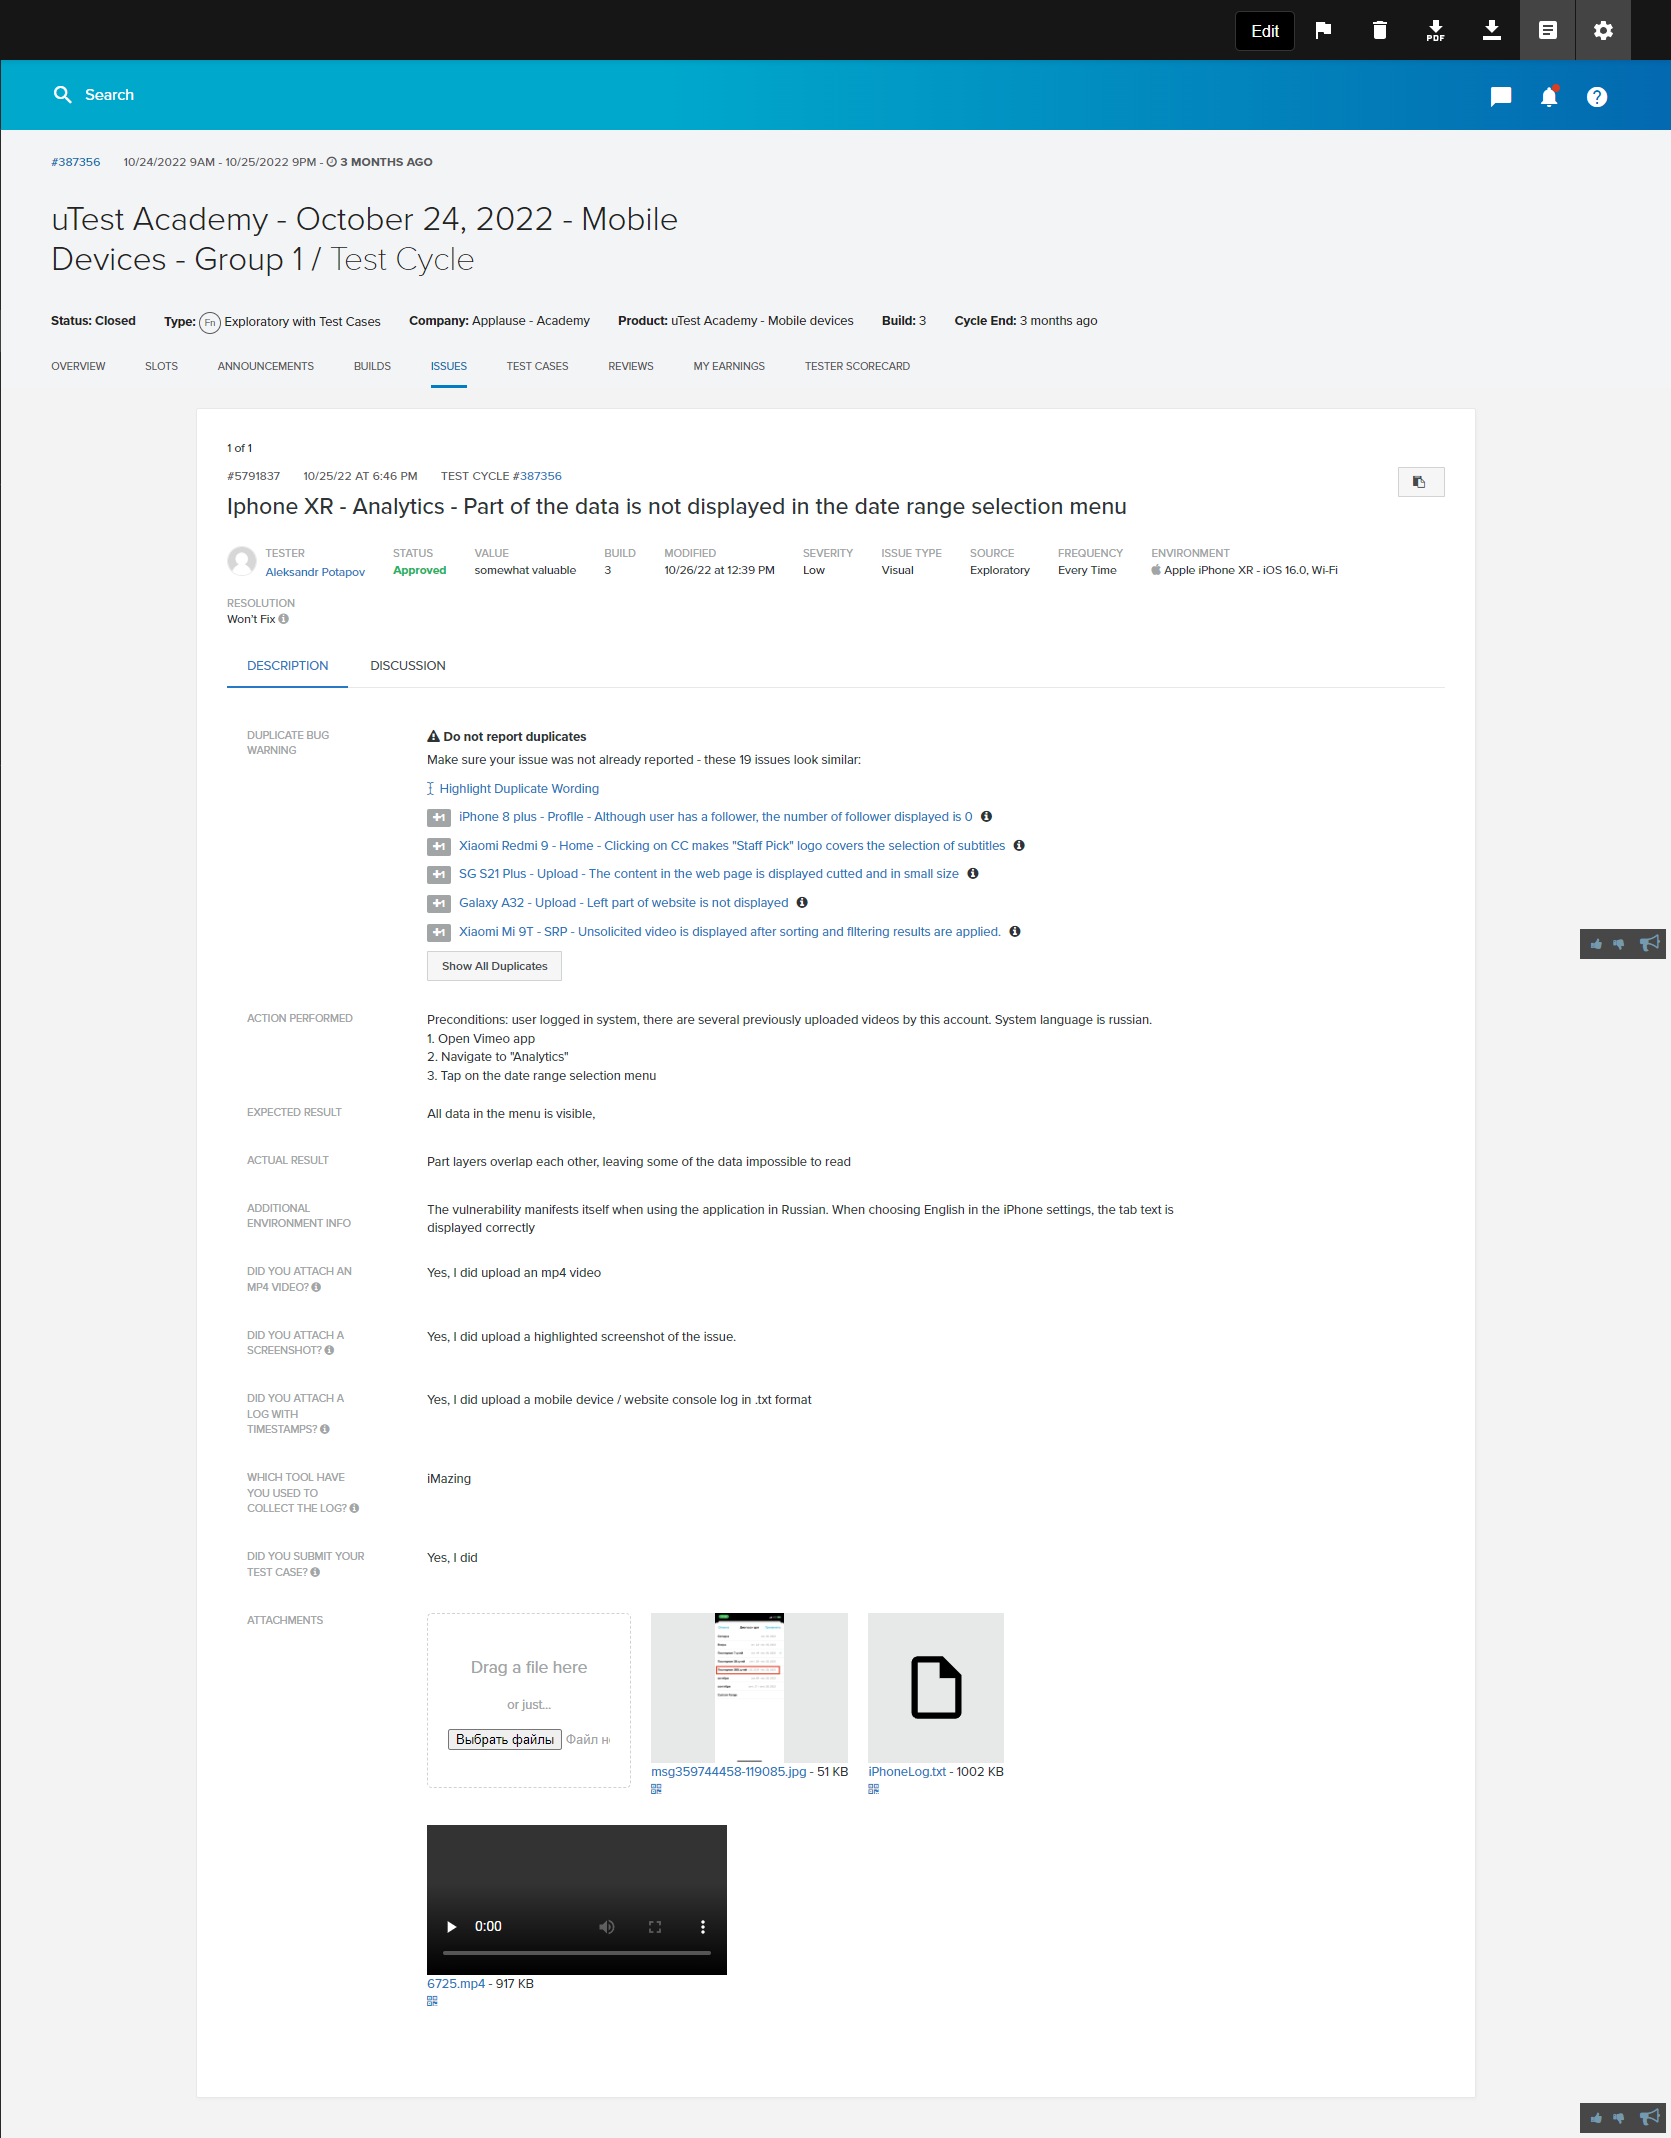 Edit
PDF
Search
#387356 10/24/2022 9AM - 10/25/2022 9PM - 3 MONTHS AGO
uTest Academy - October 24, 2022 - Mobile
Devices - Group 1 / Test Cycle
Status: Closed Type: Fn Exploratory with Test Cases Company: Applause - Academy Product: uTest Academy - Mobile devices Build: 3 Cycle End: 3 months ago
OVERVIEW SLOTS ANNOUNCEMENTS BUILDS ISSUES TEST CASES REVIEWS MY EARNINGS TESTER SCORECARD
1 of 1
#5791837 10/25/22 AT 6:46 PM TEST CYCLE #387356
Iphone XR - Analytics - Part of the data is not displayed in the date range selection menu
TESTER STATUS VALUE BUILD MODIFIED SEVERITY ISSUE TYPE SOURCE FREQUENCY ENVIRONMENT
Aleksandr Potapov Approved somewhat valuable 3 10/26/22 at 12:39 PM Low Visual Exploratory Every Time Apple iPhone XR - iOS 16.0, Wi-Fi
RESOLUTION
Won't Fix
DESCRIPTION DISCUSSION
DUPLICATE BUG
WARNING
Do not report duplicates
Make sure your issue was not already reported - these 19 issues look similar:
Highlight Duplicate Wording
+1 iPhone 8 plus - Profile - Although user has a follower, the number of follower displayed is 0
+1 Xiaomi Redmi 9 - Home - Clicking on CC makes "Staff Pick" logo covers the selection of subtitles
+1 SG S21 Plus - Upload - The content in the web page is displayed cutted and in small size
+1 Galaxy A32 - Upload - Left part of website is not displayed
+1 Xiaomi Mi 9T - SRP - Unsolicited video is displayed after sorting and filtering results are applied.
Show All Duplicates
ACTION PERFORMED
Preconditions: user logged in system, there are several previously uploaded videos by this account. System language is russian.
1. Open Vimeo app
2. Navigate to "Analytics"
3. Tap on the date range selection menu
EXPECTED RESULT
All data in the menu is visible,
ACTUAL RESULT
Part layers overlap each other, leaving some of the data impossible to read
ADDITIONAL
ENVIRONMENT INFO
The vulnerability manifests itself when using the application in Russian. When choosing English in the iPhone settings, the tab text is
displayed correctly
DID YOU ATTACH AN
MP4 VIDEO?
Yes, I did upload an mp4 video
DID YOU ATTACH A
SCREENSHOT?
Yes, I did upload a highlighted screenshot of the issue.
DID YOU ATTACH A
LOG WITH
TIMESTAMPS?
Yes, I did upload a mobile device / website console log in .txt format
WHICH TOOL HAVE
YOU USED TO
COLLECT THE LOG?
iMazing
DID YOU SUBMIT YOUR
TEST CASE?
Yes, I did
ATTACHMENTS
Drag a file here
or just...
Выбрать файлы Файл н
msg359744458-119085.jpg - 51 KB
iPhoneLog.txt - 1002 KB
0:00
6725.mp4 - 917 KB